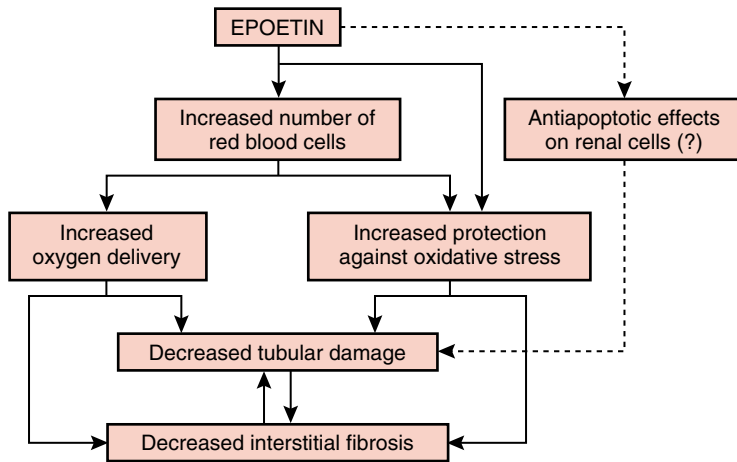 EPOETIN
Increased number of
red blood cells
Antiapoptotic effects
on renal cells (?)
Increased
oxygen delivery
Increased protection
against oxidative stress
Decreased tubular damage
Decreased interstitial fibrosis